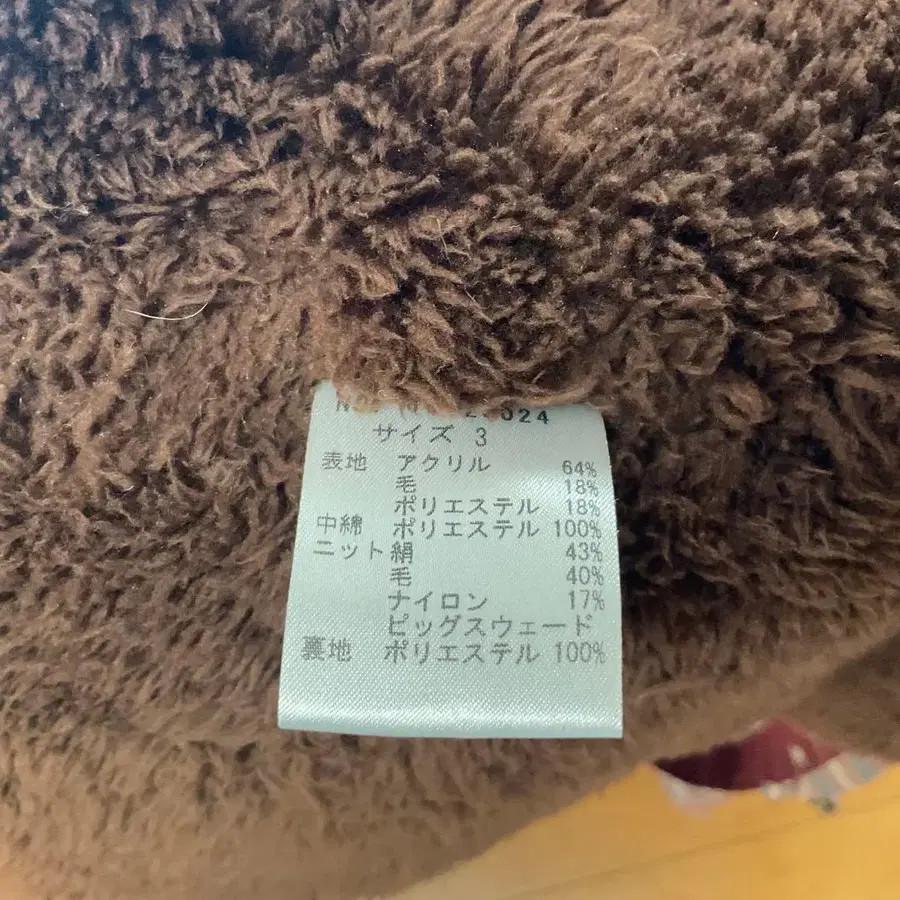 サイズ 3
表地 アクリル 64%
毛 18%
ポリエステル 18%
中綿 ポリエステル 100%
ニット 絹 43%
毛 40%
ナイロン 17%
ピッグスウェード
裏地 ポリエステル 100%